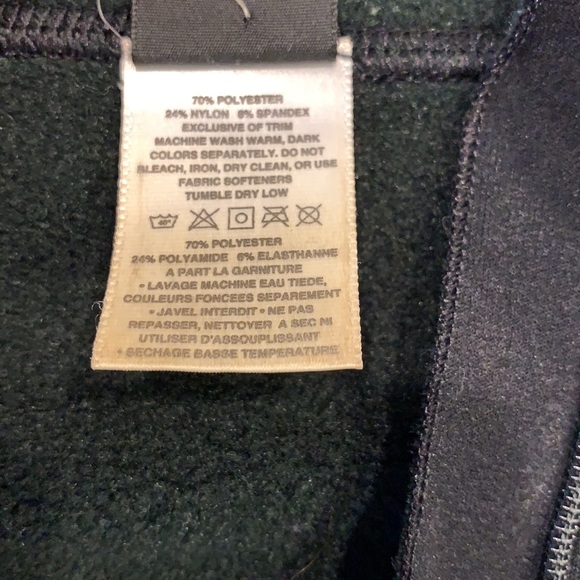 70% POLYESTER
24% NYLON 6% SPANDEX
EXCLUSIVE OF TRIM
MACHINE WASH WARM, DARK
COLORS SEPARATELY. DO NOT
BLEACH, IRON, DRY CLEAN, OR USE
FABRIC SOFTENERS
TUMBLE DRY LOW
40°
70% POLYESTER
24% POLYAMIDE 6% ELASTHANNE
A PART LA GARNITURE
• LAVAGE MACHINE EAU TIEDE,
COULEURS FONCEES SEPAREMENT
• JAVEL INTERDIT • NE PAS
REPASSER, NETTOYER A SEC NI
UTILISER D'ASSOUPLISSANT
• SECHAGE BASSE TEMPERATURE